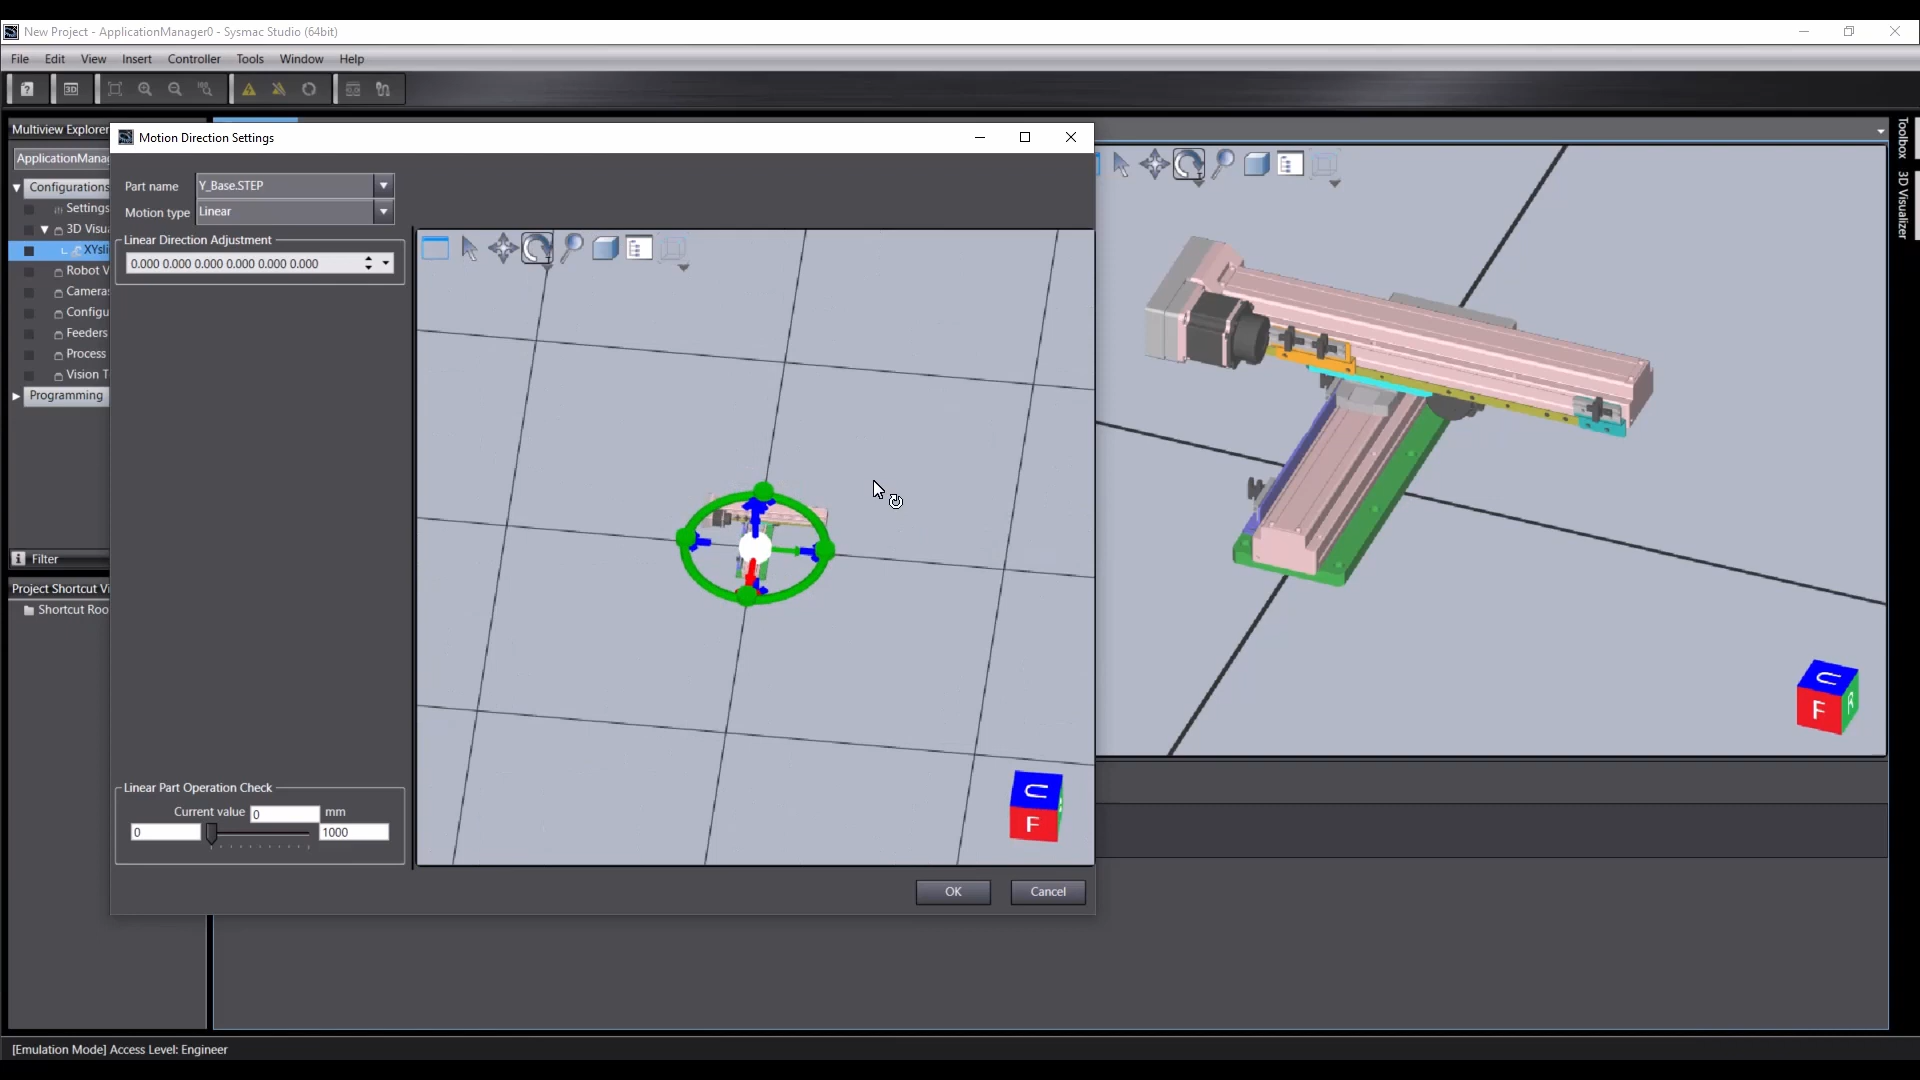 New Project - ApplicationManager0 - Sysmac Studio (64bit)
File Edit View Insert Controller Tools Window Help
3D
Multiview Explorer
ApplicationMana
Configurations
Settings
3D Visu
XYsli
Robot V
Cameras
Configu
Feeders
Process
Vision T
Programming
Filter
Project Shortcut Vi
Shortcut Roo
Motion Direction Settings
Part name Y_Base.STEP
Motion type Linear
Linear Direction Adjustment
0.000 0.000 0.000 0.000 0.000 0.000
Linear Part Operation Check
Current value 0 mm
0 1000
U
F
OK Cancel
Toolbox
3D Visualizer
U
F R
[Emulation Mode] Access Level: Engineer